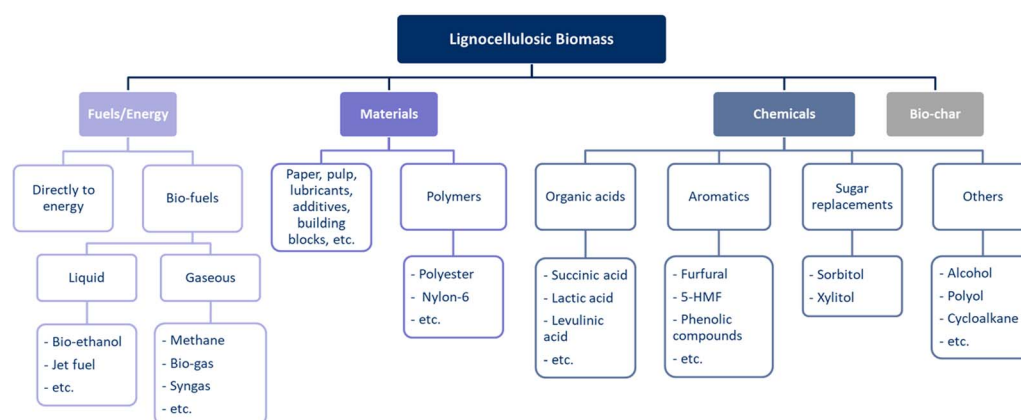 Lignocellulosic Biomass
Fuels/Energy
Materials
Chemicals
Bio-char
Directly to
energy
Bio-fuels
Paper, pulp,
lubricants,
additives,
building
blocks, etc.
Polymers
Organic acids
Aromatics
Sugar
replacements
Others
Liquid
Gaseous
- Polyester
- Nylon-6
- etc.
- Succinic acid
- Lactic acid
- Levulinic
acid
- etc.
- Furfural
- 5-HMF
- Phenolic
compounds
- etc.
- Sorbitol
- Xylitol
- Alcohol
- Polyol
- Cycloalkane
- etc.
- Bio-ethanol
- Jet fuel
- etc.
- Methane
- Bio-gas
- Syngas
- etc.